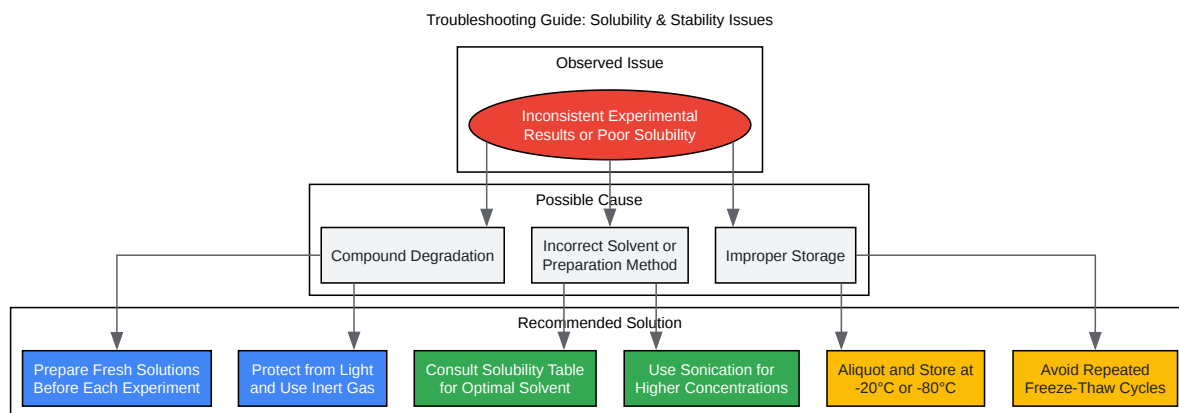 Troubleshooting Guide: Solubility & Stability Issues
Observed Issue
Inconsistent Experimental
Results or Poor Solubility
Possible Cause
Compound Degradation
Incorrect Solvent or
Preparation Method
Improper Storage
Recommended Solution
Prepare Fresh Solutions
Before Each Experiment
Protect from Light
and Use Inert Gas
Consult Solubility Table
for Optimal Solvent
Use Sonication for
Higher Concentrations
Aliquot and Store at
-20°C or -80°C
Avoid Repeated
Freeze-Thaw Cycles